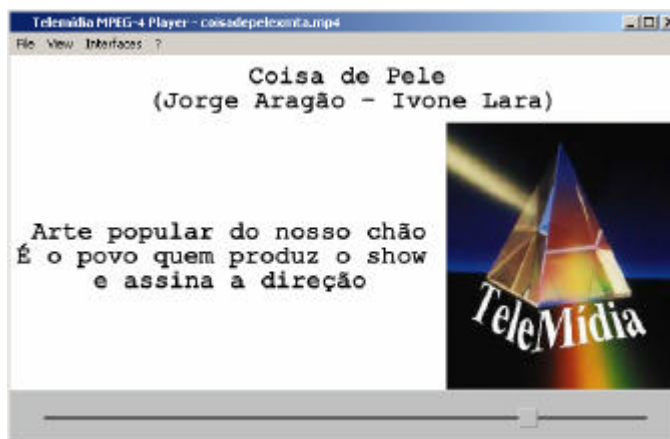 Telemídia MPEG-4 Player - coisadepelexmta.mp4
File View Interfaces ?
Coisa de Pele
(Jorge Aragão - Ivone Lara)
Arte popular do nosso chão
É o povo quem produz o show
e assina a direção
TeleMídia